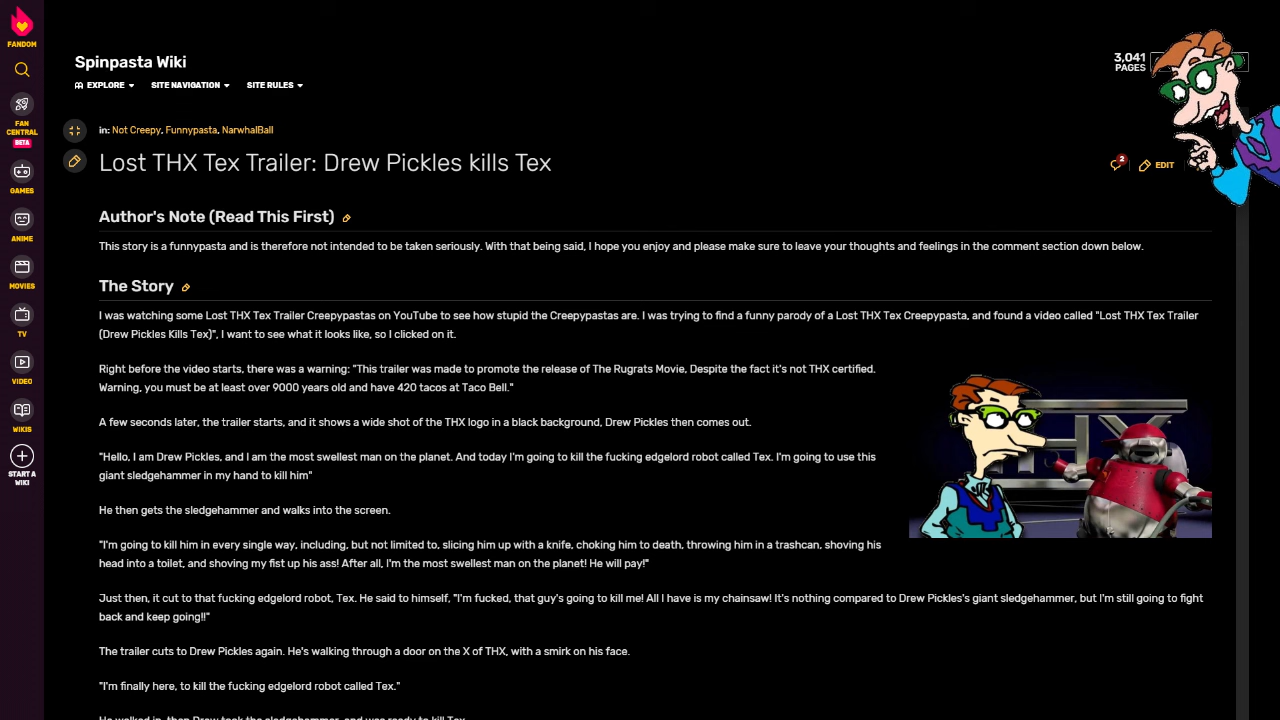 FANDOM
FAN
CENTRAL
BETA
GAMES
ANIME
MOVIES
TV
VIDEO
WIKIS
START A
WIKI
Spinpasta Wiki
EXPLORE
SITE NAVIGATION
SITE RULES
3,041
PAGES
in: Not Creepy, Funnypasta, NarwhalBall
Lost THX Tex Trailer: Drew Pickles kills Tex
2
EDIT
Author's Note (Read This First)
This story is a funnypasta and is therefore not intended to be taken seriously. With that being said, I hope you enjoy and please make sure to leave your thoughts and feelings in the comment section down below.
The Story
I was watching some Lost THX Tex Trailer Creepypastas on YouTube to see how stupid the Creepypastas are. I was trying to find a funny parody of a Lost THX Tex Creepypasta, and found a video called "Lost THX Tex Trailer
(Drew Pickles Kills Tex)", I want to see what it looks like, so I clicked on it.
Right before the video starts, there was a warning: "This trailer was made to promote the release of The Rugrats Movie, Despite the fact it's not THX certified.
Warning, you must be at least over 9000 years old and have 420 tacos at Taco Bell."
A few seconds later, the trailer starts, and it shows a wide shot of the THX logo in a black background, Drew Pickles then comes out.
"Hello, I am Drew Pickles, and I am the most swellest man on the planet. And today I'm going to kill the fucking edgelord robot called Tex. I'm going to use this
giant sledgehammer in my hand to kill him"
He then gets the sledgehammer and walks into the screen.
"I'm going to kill him in every single way, including, but not limited to, slicing him up with a knife, choking him to death, throwing him in a trashcan, shoving his
head into a toilet, and shoving my fist up his ass! After all, I'm the most swellest man on the planet! He will pay!"
Just then, it cut to that fucking edgelord robot, Tex. He said to himself, "I'm fucked, that guy's going to kill me! All I have is my chainsaw! It's nothing compared to Drew Pickles's giant sledgehammer, but I'm still going to fight
back and keep going!!"
The trailer cuts to Drew Pickles again. He's walking through a door on the X of THX, with a smirk on his face.
"I'm finally here, to kill the fucking edgelord robot called Tex."
He walked in, then Drew took the sledgehammer, and was ready to kill Tex.